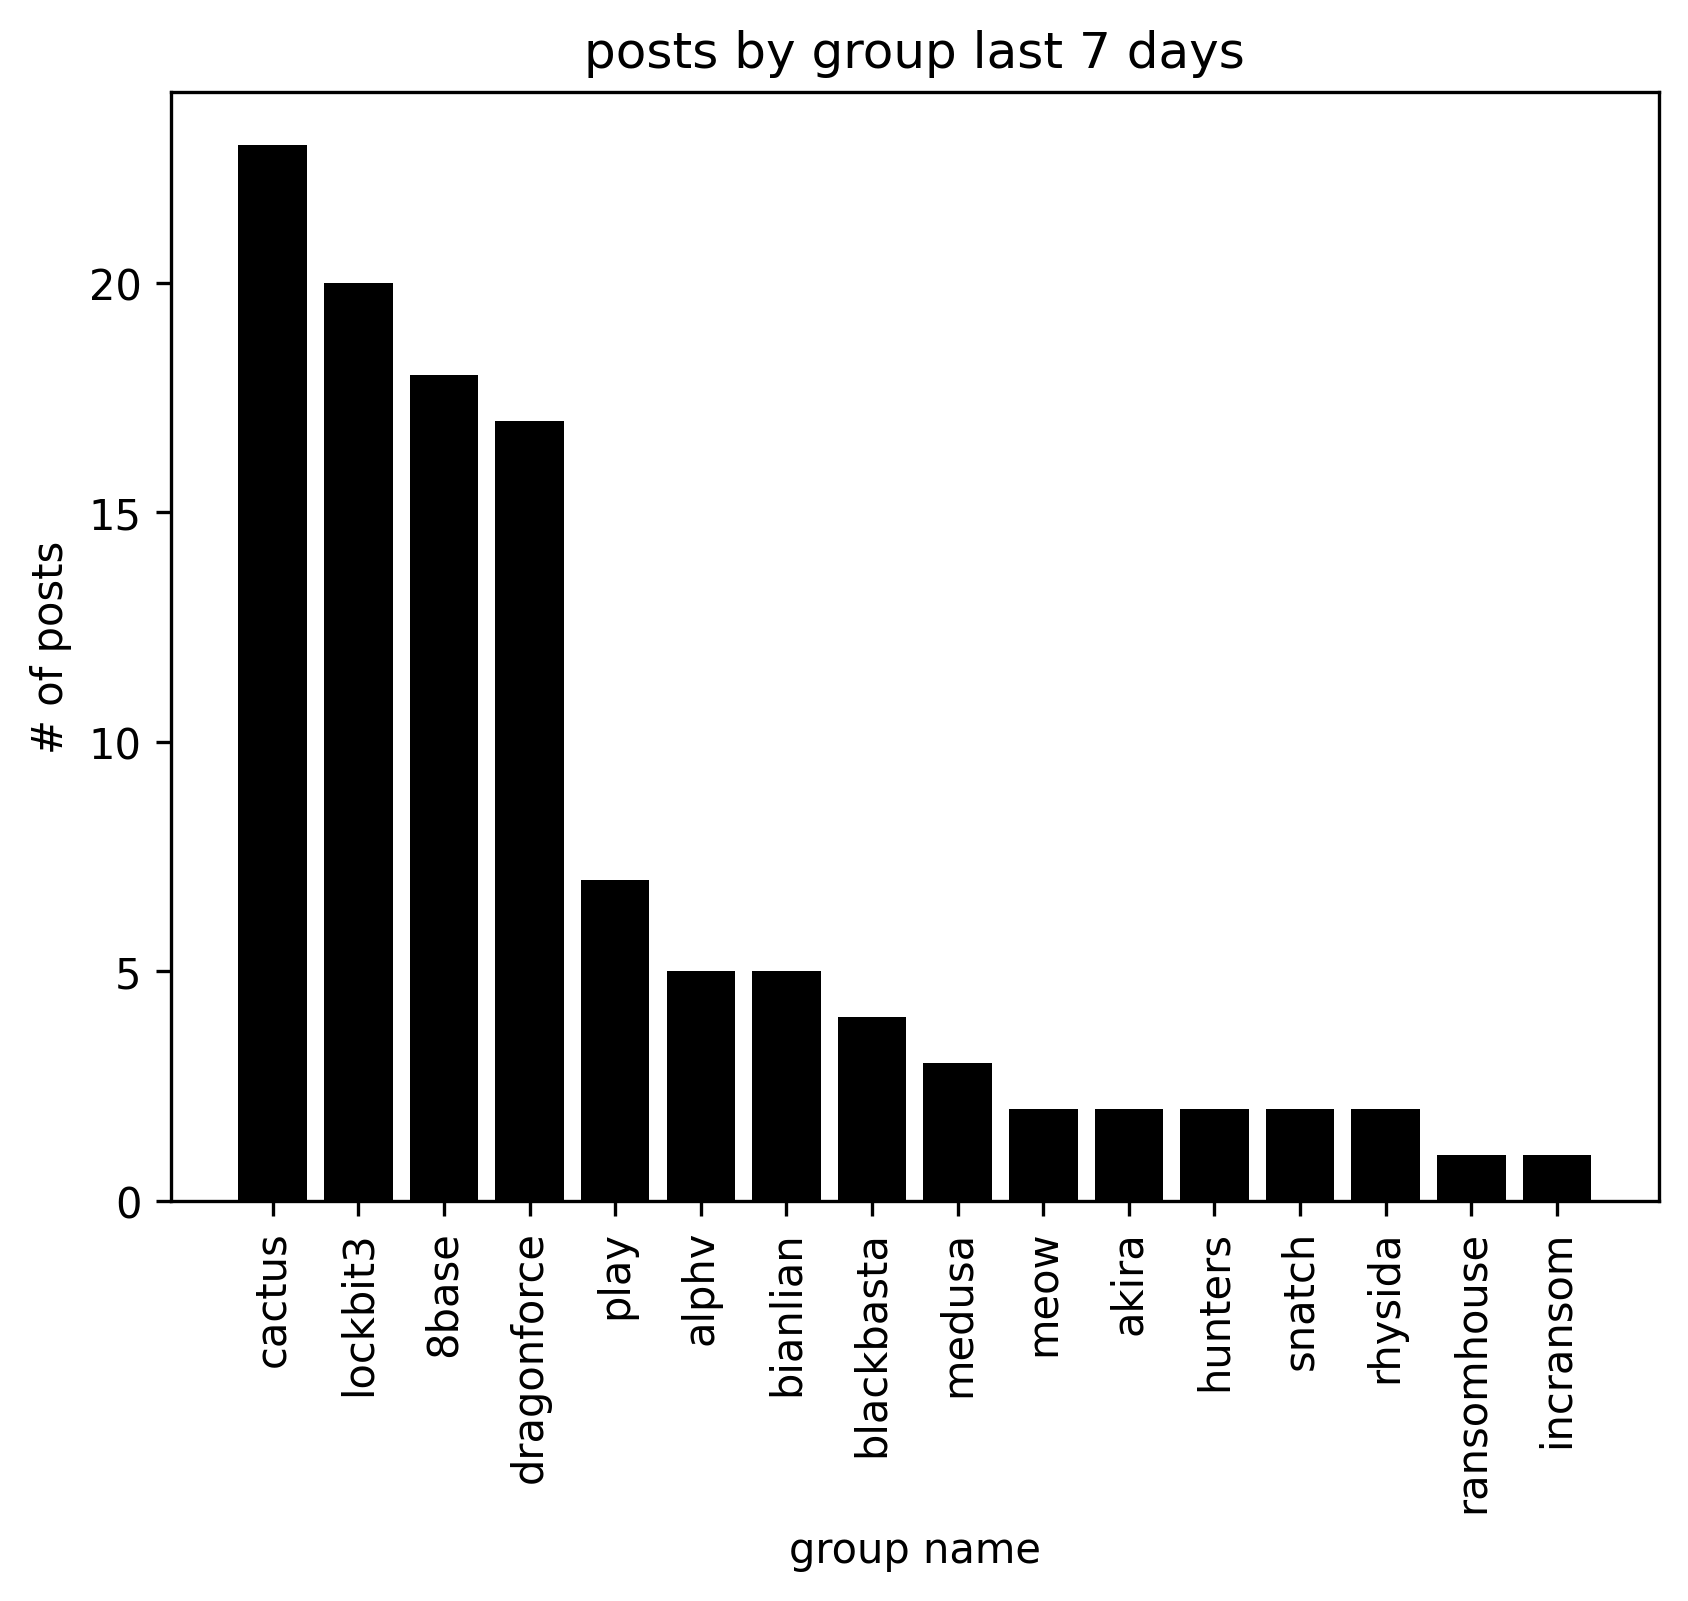 posts by group last 7 days
# of posts
20
15
10
5
0
cactus
lockbit3
8base
dragonforce
play
alphv
bianlian
blackbasta
medusa
meow
akira
hunters
snatch
rhysida
ransomhouse
incransom
group name